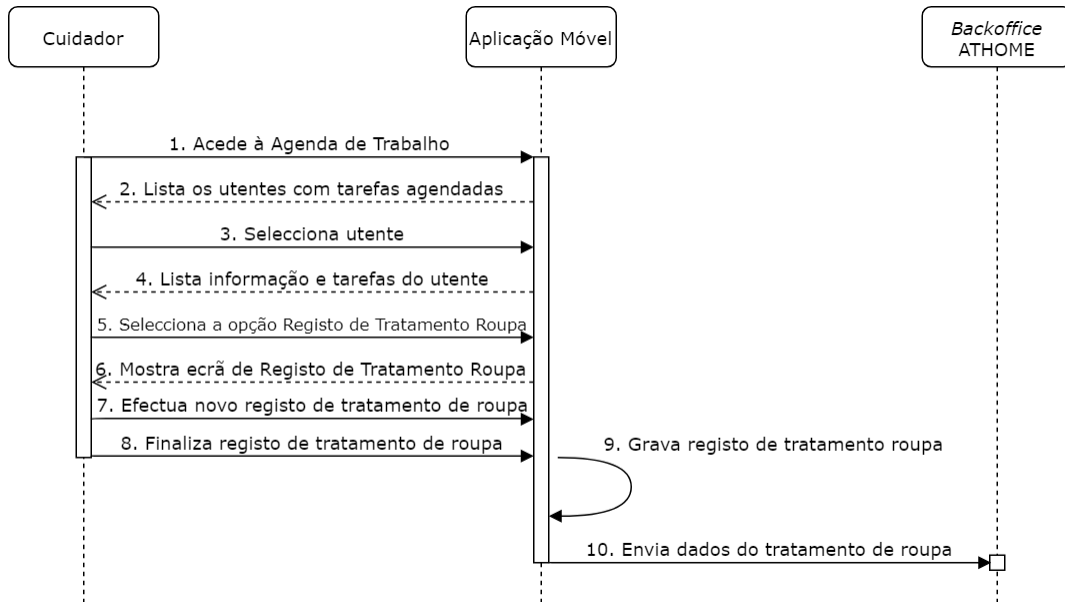 Cuidador
Aplicação Móvel
Backoffice
ATHOME
1. Acede à Agenda de Trabalho
2. Lista os utentes com tarefas agendadas
3. Selecciona utente
4. Lista informação e tarefas do utente
5. Selecciona a opção Registo de Tratamento Roupa
6. Mostra ecrã de Registo de Tratamento Roupa
7. Efectua novo registo de tratamento de roupa
8. Finaliza registo de tratamento de roupa
9. Grava registo de tratamento roupa
10. Envia dados do tratamento de roupa